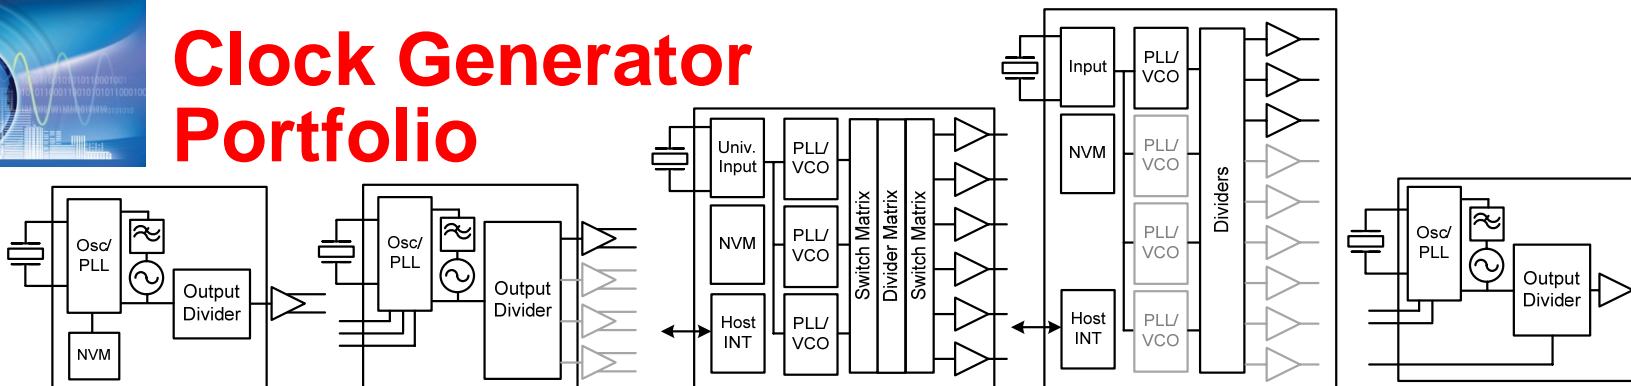 Clock Generator
Portfolio
Osc/
PLL
NVM
Output
Divider
Osc/
PLL
Output
Divider
Univ.
Input
NVM
Host
INT
PLL/
VCO
PLL/
VCO
PLL/
VCO
Switch Matrix
Divider Matrix
Switch Matrix
Input
NVM
Host
INT
PLL/
VCO
PLL/
VCO
PLL/
VCO
PLL/
VCO
Dividers
Osc/
PLL
Output
Divider